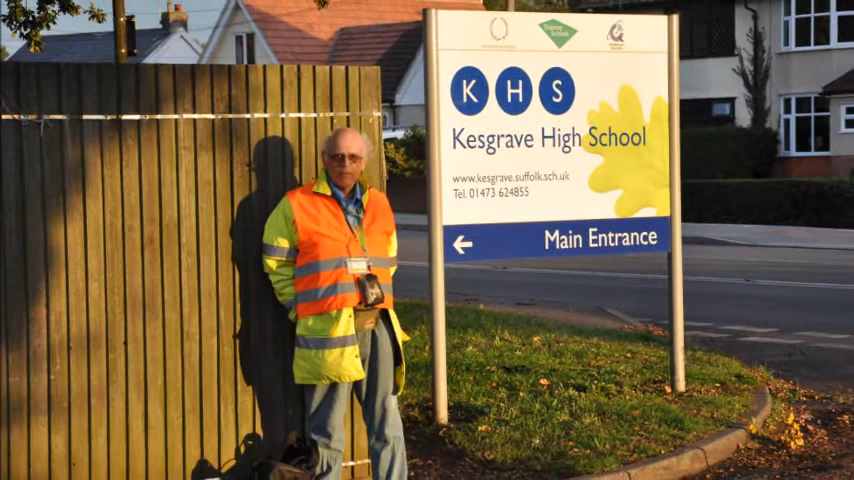 KHS
Kesgrave High School
www.kesgrave.suffolk.sch.uk
Tel. 01473 624855
Main Entrance